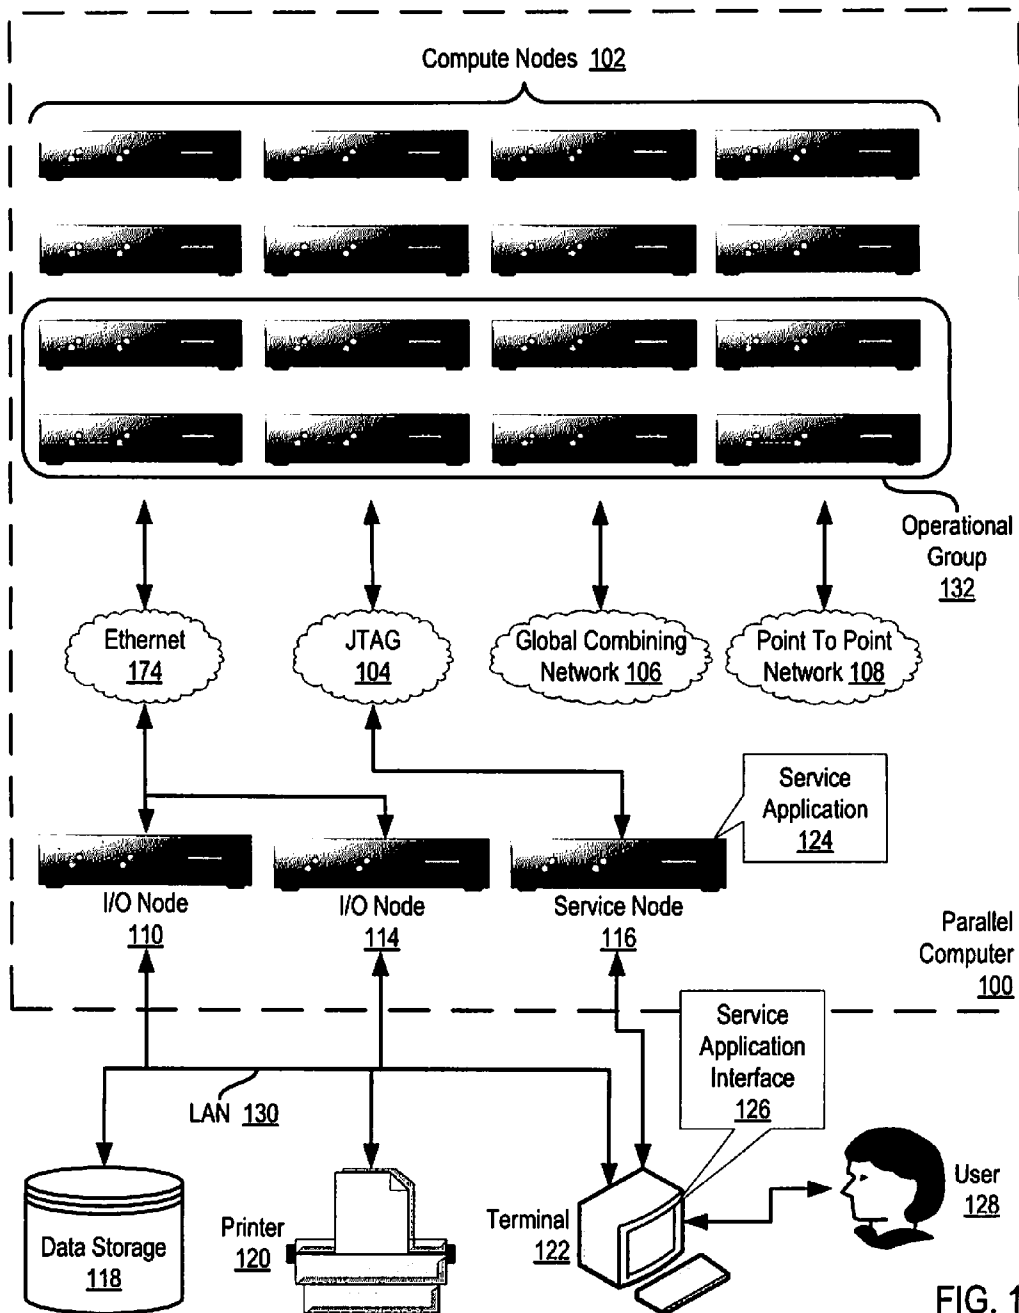 Compute Nodes 102
Operational
Group
132
Ethernet
174
JTAG
104
Global Combining
Network 106
Point To Point
Network 108
Service
Application
124
I/O Node
110
I/O Node
114
Service Node
116
Parallel
Computer
100
Service
Application
Interface
126
LAN 130
Data Storage
118
Printer
120
Terminal
122
User
128
FIG. 1